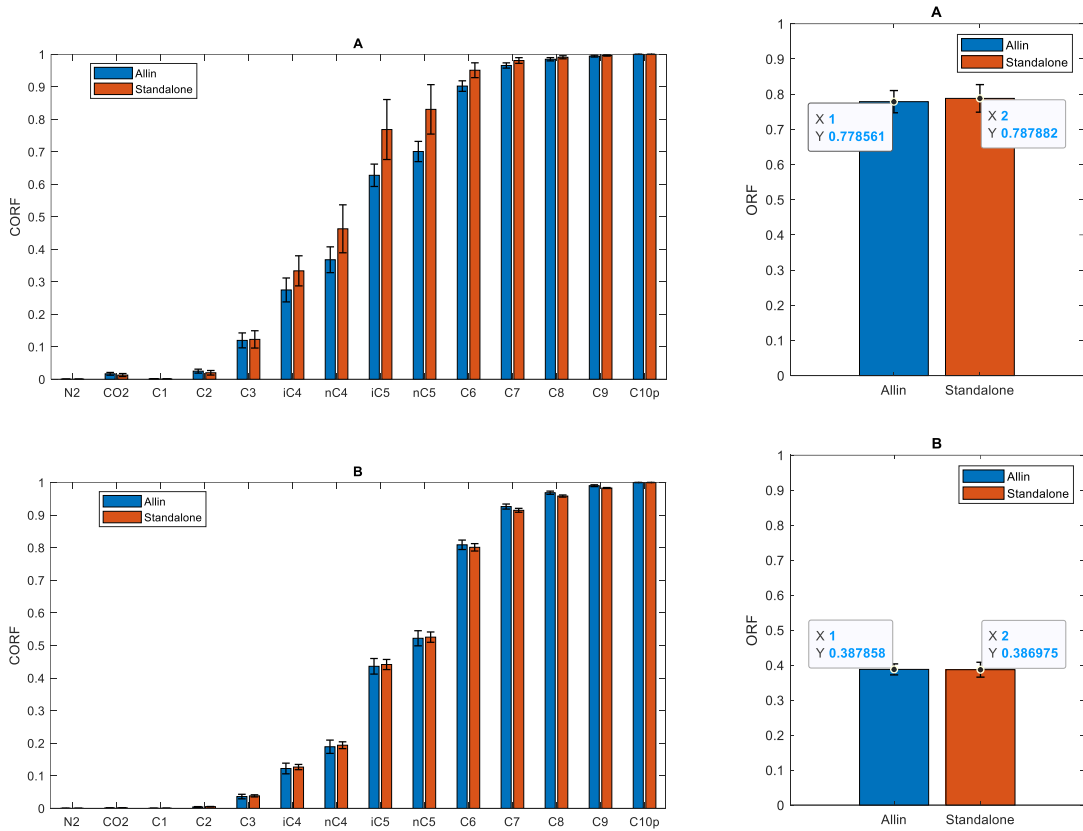 A
CORF
1
0.9
0.8
0.7
0.6
0.5
0.4
0.3
0.2
0.1
0
Allin
Standalone
N2 CO2 C1 C2 C3 iC4 nC4 iC5 nC5 C6 C7 C8 C9 C10p
A
ORF
1
0.9
0.8
0.7
0.6
0.5
0.4
0.3
0.2
0.1
0
Allin
Standalone
X 1
Y 0.778561
X 2
Y 0.787882
Allin Standalone
B
CORF
1
0.9
0.8
0.7
0.6
0.5
0.4
0.3
0.2
0.1
0
Allin
Standalone
N2 CO2 C1 C2 C3 iC4 nC4 iC5 nC5 C6 C7 C8 C9 C10p
B
ORF
1
0.9
0.8
0.7
0.6
0.5
0.4
0.3
0.2
0.1
0
Allin
Standalone
X 1
Y 0.387858
X 2
Y 0.386975
Allin Standalone